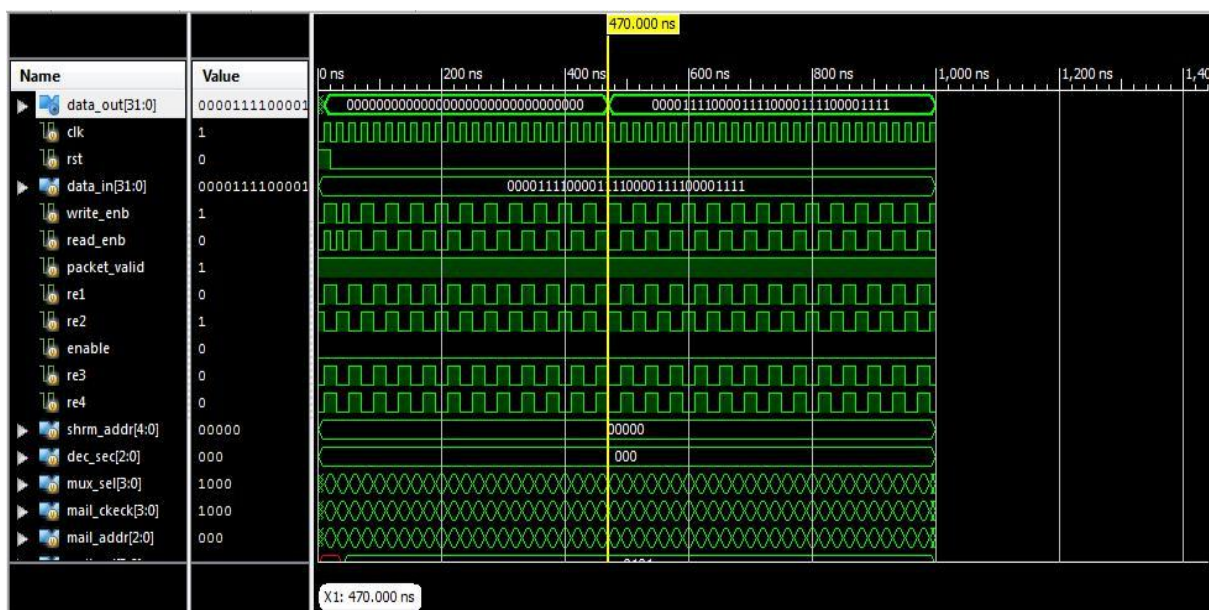 470.000 ns
Name Value 0 ns 200 ns 400 ns 600 ns 800 ns 1,000 ns 1,200 ns 1,40
data_out[31:0] 0000111100001 00000000000000000000000000000000 00001111000011110000111100001111
clk 1
rst 0
data_in[31:0] 0000111100001 00001111000011110000111100001111
write_enb 1
read_enb 0
packet_valid 1
re1 0
re2 1
enable 0
re3 0
re4 0
shrm_addr[4:0] 00000 00000
dec_sec[2:0] 000 000
mux_sel[3:0] 1000
mail_ckeck[3:0] 1000
mail_addr[2:0] 000
X1: 470.000 ns